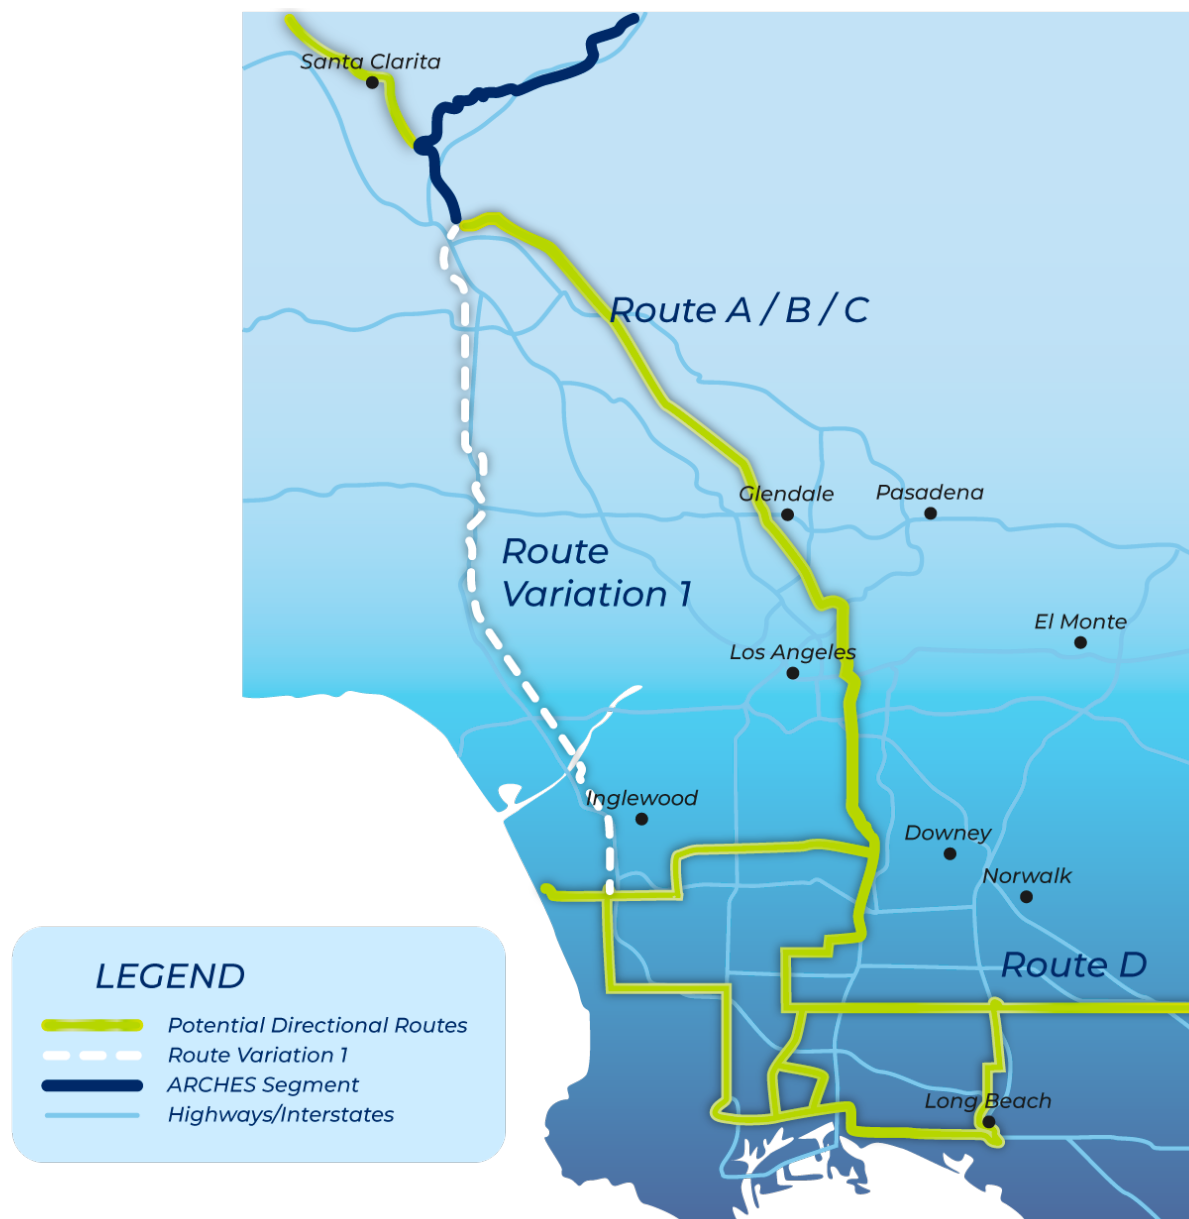 Santa Clarita
Route A / B / C
Glendale
Pasadena
Route
Variation 1
El Monte
Los Angeles
Inglewood
Downey
Norwalk
Route D
LEGEND
Potential Directional Routes
Route Variation 1
ARCHES Segment
Highways/Interstates
Long Beach